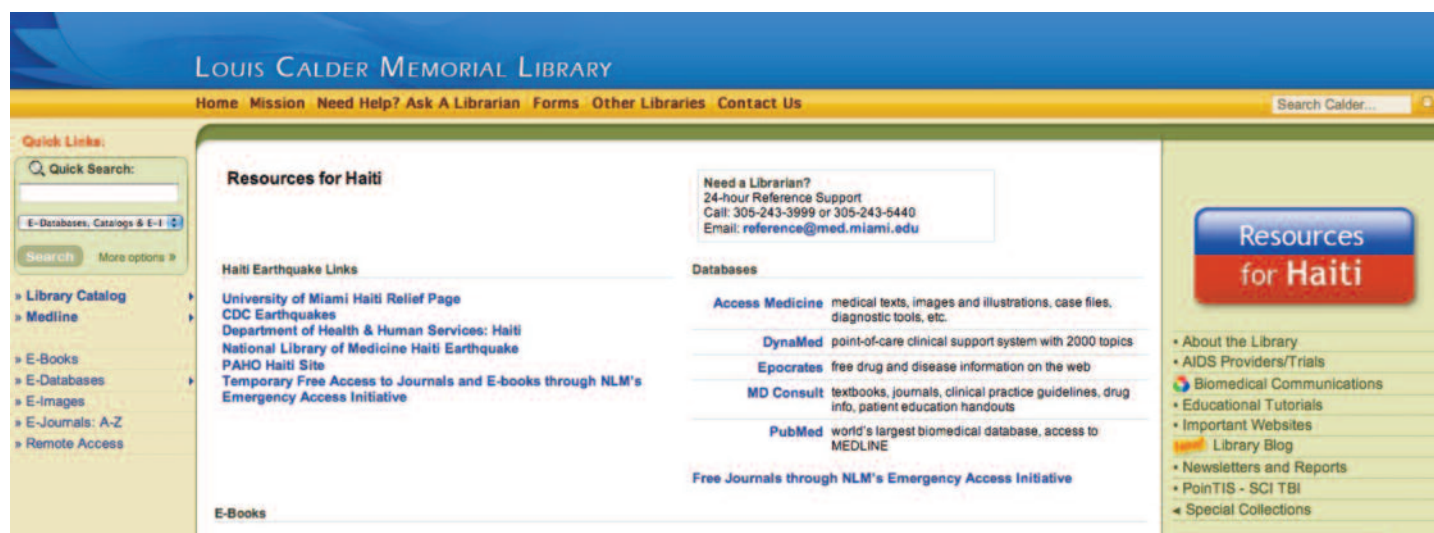 LOUIS CALDER MEMORIAL LIBRARY
Home Mission Need Help? Ask A Librarian Forms Other Libraries Contact Us
Search Calder...
Quick Links:
Quick Search:
E-Databases, Catalogs & E-
Search More options »
» Library Catalog
» Medline
» E-Books
» E-Databases
» E-Images
» E-Journals: A-Z
» Remote Access
Resources for Haiti
Need a Librarian?
24-hour Reference Support
Call: 305-243-3999 or 305-243-5440
Email: reference@med.miami.edu
Haiti Earthquake Links
University of Miami Haiti Relief Page
CDC Earthquakes
Department of Health & Human Services: Haiti
National Library of Medicine Haiti Earthquake
PAHO Haiti Site
Temporary Free Access to Journals and E-books through NLM's
Emergency Access Initiative
Databases
Access Medicine medical texts, images and illustrations, case files,
diagnostic tools, etc.
DynaMed point-of-care clinical support system with 2000 topics
Epocrates free drug and disease information on the web
MD Consult textbooks, journals, clinical practice guidelines, drug
info, patient education handouts
PubMed world's largest biomedical database, access to
MEDLINE
Free Journals through NLM's Emergency Access Initiative
E-Books
Resources
for Haiti
• About the Library
• AIDS Providers/Trials
Biomedical Communications
• Educational Tutorials
• Important Websites
New! Library Blog
• Newsletters and Reports
• PoinTIS - SCI TBI
◂ Special Collections